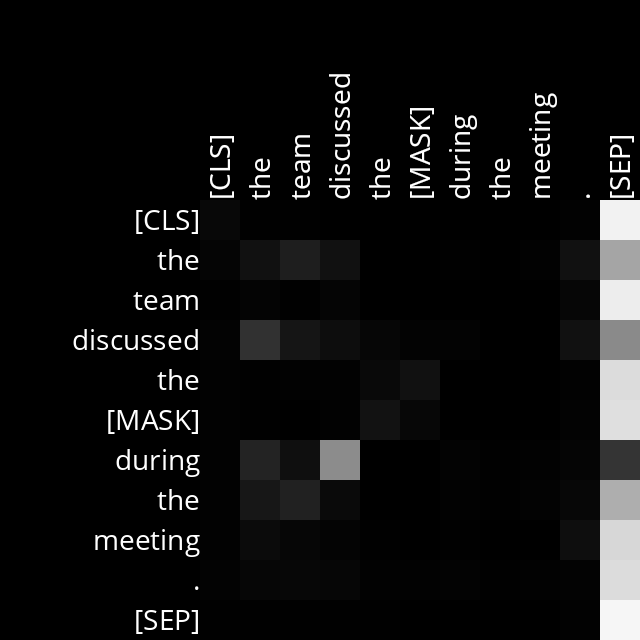 [CLS]
the
team
discussed
the
[MASK]
during
the
meeting
.
[SEP]
[CLS]
the
team
discussed
the
[MASK]
during
the
meeting
.
[SEP]